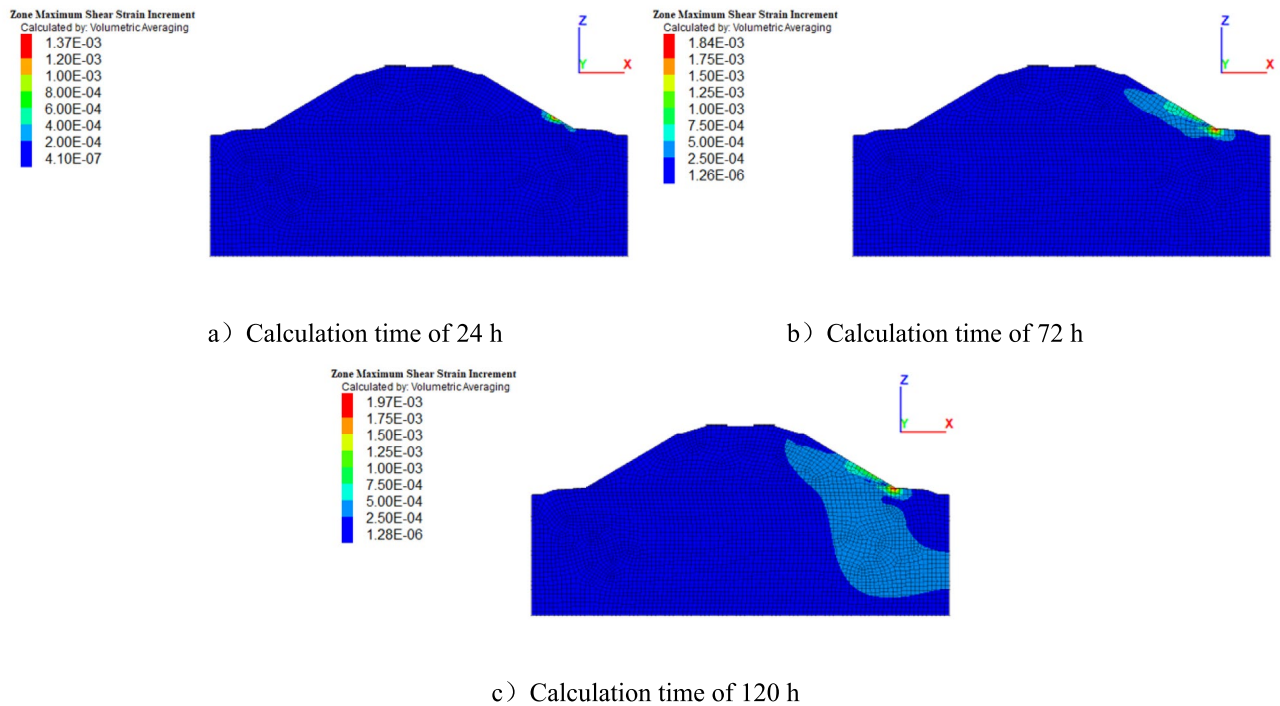 Zone Maximum Shear Strain Increment
Calculated by: Volumetric Averaging
1.37E-03
1.20E-03
1.00E-03
8.00E-04
6.00E-04
4.00E-04
2.00E-04
4.10E-07
Z
Y
X
Zone Maximum Shear Strain Increment
Calculated by: Volumetric Averaging
1.84E-03
1.75E-03
1.50E-03
1.25E-03
1.00E-03
7.50E-04
5.00E-04
2.50E-04
1.26E-06
Z
Y
X
a）Calculation time of 24 h
b）Calculation time of 72 h
Zone Maximum Shear Strain Increment
Calculated by: Volumetric Averaging
1.97E-03
1.75E-03
1.50E-03
1.25E-03
1.00E-03
7.50E-04
5.00E-04
2.50E-04
1.28E-06
Z
Y
X
c）Calculation time of 120 h